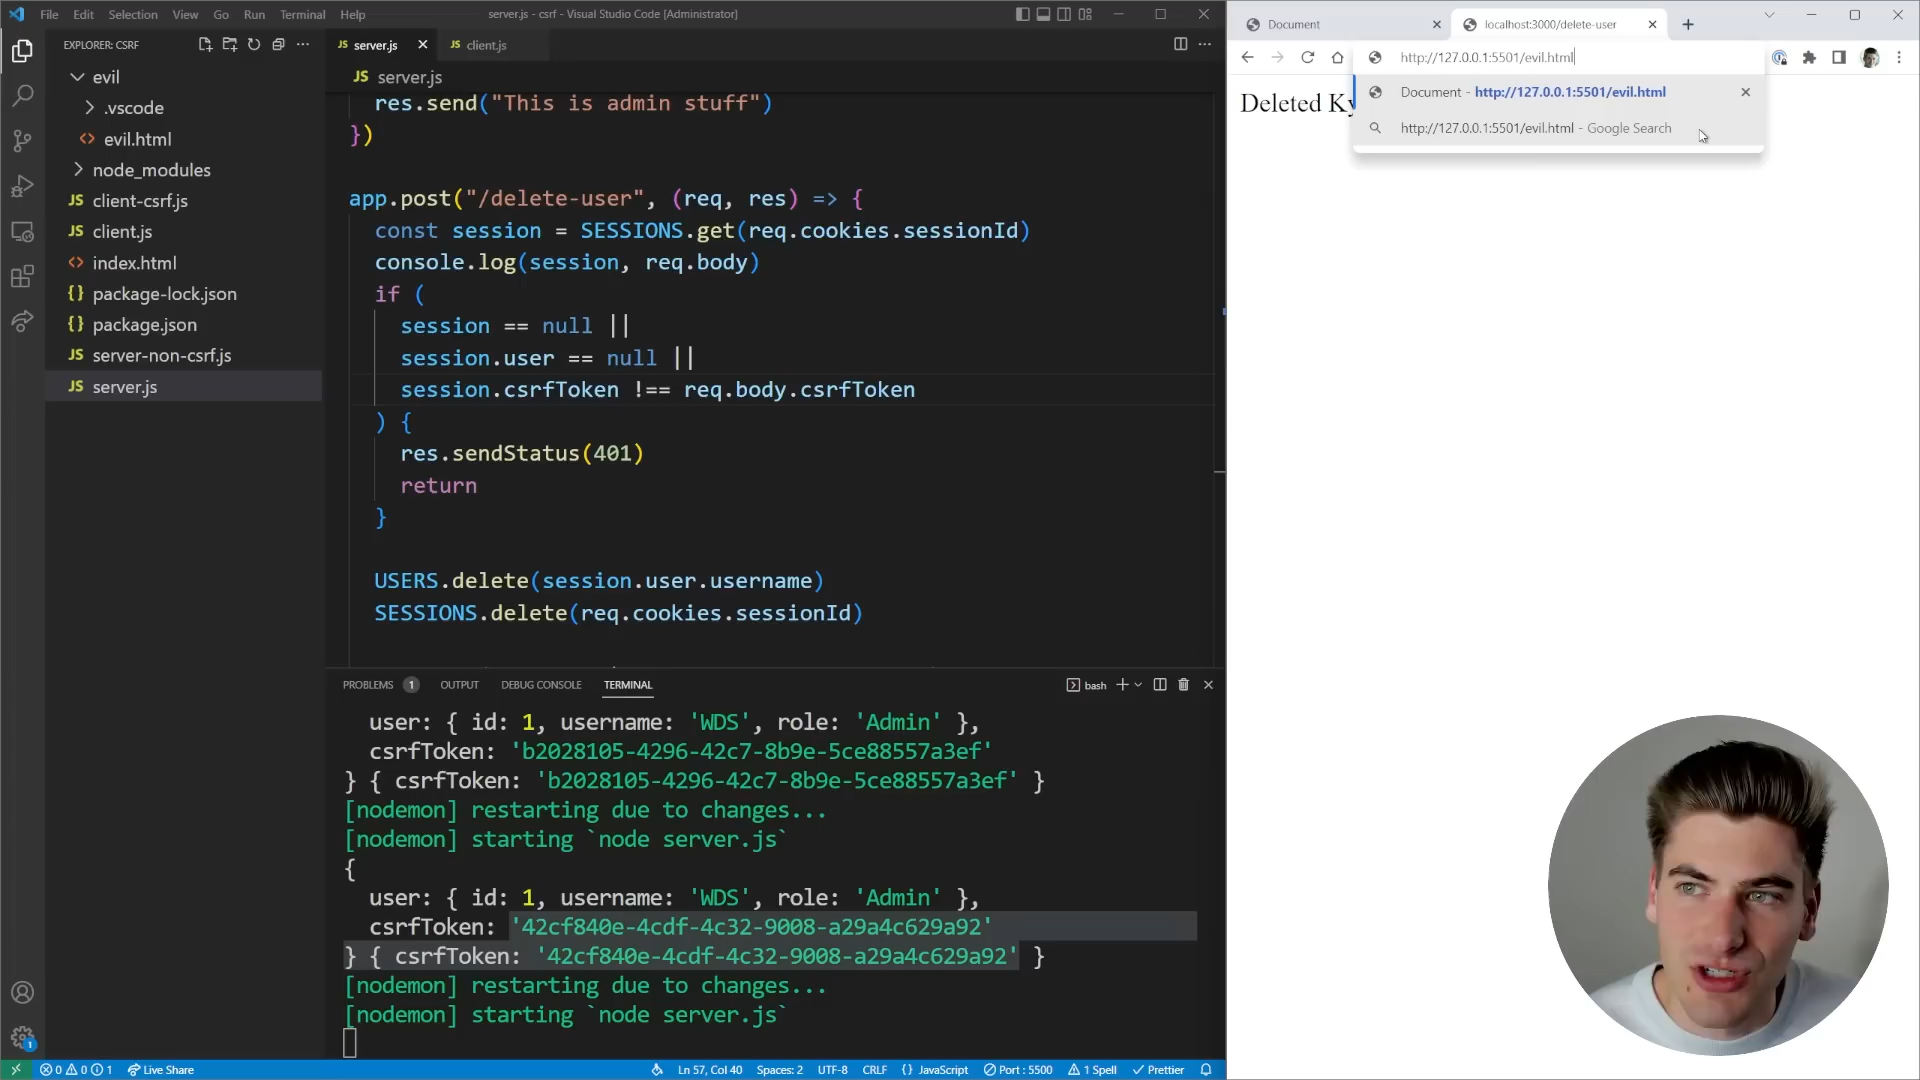 File Edit Selection View Go Run Terminal Help
server.js - csrf - Visual Studio Code [Administrator]
EXPLORER: CSRF
evil
.vscode
<> evil.html
node_modules
JS client-csrf.js
JS client.js
<> index.html
{} package-lock.json
{} package.json
JS server-non-csrf.js
JS server.js
JS server.js
JS client.js
JS server.js
res.send("This is admin stuff")
})
app.post("/delete-user", (req, res) => {
const session = SESSIONS.get(req.cookies.sessionId)
console.log(session, req.body)
if (
session == null ||
session.user == null ||
session.csrfToken !== req.body.csrfToken
) {
res.sendStatus(401)
return
}
USERS.delete(session.user.username)
SESSIONS.delete(req.cookies.sessionId)
PROBLEMS 1 OUTPUT DEBUG CONSOLE TERMINAL
bash
user: { id: 1, username: 'WDS', role: 'Admin' },
csrfToken: 'b2028105-4296-42c7-8b9e-5ce88557a3ef'
} { csrfToken: 'b2028105-4296-42c7-8b9e-5ce88557a3ef' }
[nodemon] restarting due to changes...
[nodemon] starting `node server.js`
{
user: { id: 1, username: 'WDS', role: 'Admin' },
csrfToken: '42cf840e-4cdf-4c32-9008-a29a4c629a92'
} { csrfToken: '42cf840e-4cdf-4c32-9008-a29a4c629a92' }
[nodemon] restarting due to changes...
[nodemon] starting `node server.js`
1
0 0 1 Live Share
Ln 57, Col 40 Spaces: 2 UTF-8 CRLF {} JavaScript Port : 5500 1 Spell Prettier
Document
localhost:3000/delete-user
http://127.0.0.1:5501/evil.html
Document - http://127.0.0.1:5501/evil.html
http://127.0.0.1:5501/evil.html - Google Search
Deleted Ky